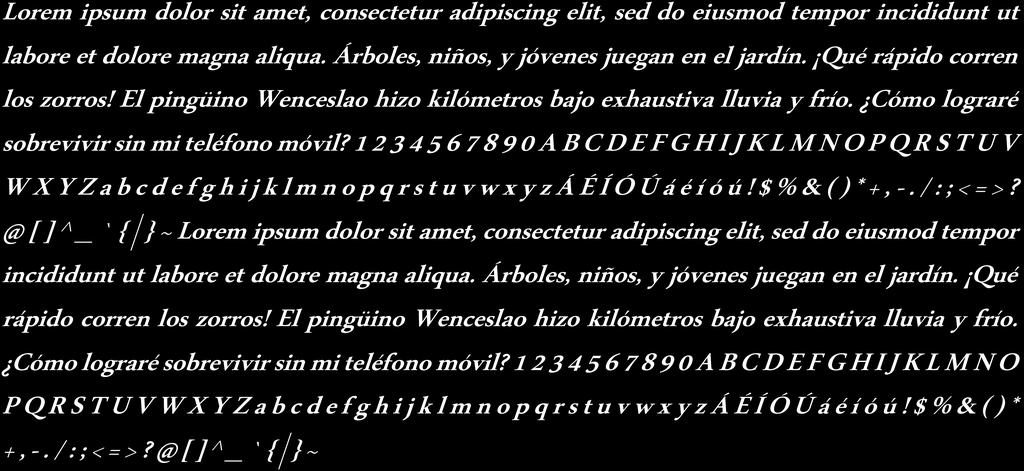 Lorem ipsum dolor sit amet, consectetur adipiscing elit, sed do eiusmod tempor incididunt ut
labore et dolore magna aliqua. Árboles, niños, y jóvenes juegan en el jardín. ¡Qué rápido corren
los zorros! El pingüino Wenceslao hizo kilómetros bajo exhaustiva lluvia y frío. ¿Cómo lograré
sobrevivir sin mi teléfono móvil? 1 2 3 4 5 6 7 8 9 0 A B C D E F G H I J K L M N O P Q R S T U V
W X Y Z a b c d e f g h i j k l m n o p q r s t u v w x y z Á É Í Ó Ú á é í ó ú ! $ % & ( ) * + , - . / : ; < = > ?
@ [ ] ^ _ ` { | } ~ Lorem ipsum dolor sit amet, consectetur adipiscing elit, sed do eiusmod tempor
incididunt ut labore et dolore magna aliqua. Árboles, niños, y jóvenes juegan en el jardín. ¡Qué
rápido corren los zorros! El pingüino Wenceslao hizo kilómetros bajo exhaustiva lluvia y frío.
¿Cómo lograré sobrevivir sin mi teléfono móvil? 1 2 3 4 5 6 7 8 9 0 A B C D E F G H I J K L M N O
P Q R S T U V W X Y Z a b c d e f g h i j k l m n o p q r s t u v w x y z Á É Í Ó Ú á é í ó ú ! $ % & ( ) *
+ , - . / : ; < = > ? @ [ ] ^ _ ` { | } ~